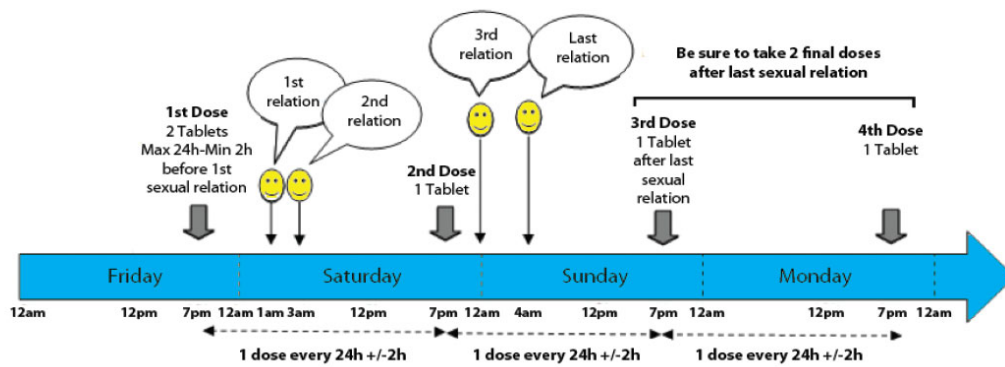 1st
relation
2nd
relation
3rd
relation
Last
relation
Be sure to take 2 final doses
after last sexual relation
1st Dose
2 Tablets
Max 24h-Min 2h
before 1st
sexual relation
2nd Dose
1 Tablet
3rd Dose
1 Tablet
after last
sexual
relation
4th Dose
1 Tablet
Friday
Saturday
Sunday
Monday
12am 12pm 7pm 12am 1am 3am 12pm 7pm 12am 4am 12pm 7pm 12am 12pm 7pm 12am
1 dose every 24h +/-2h 1 dose every 24h +/-2h 1 dose every 24h +/-2h